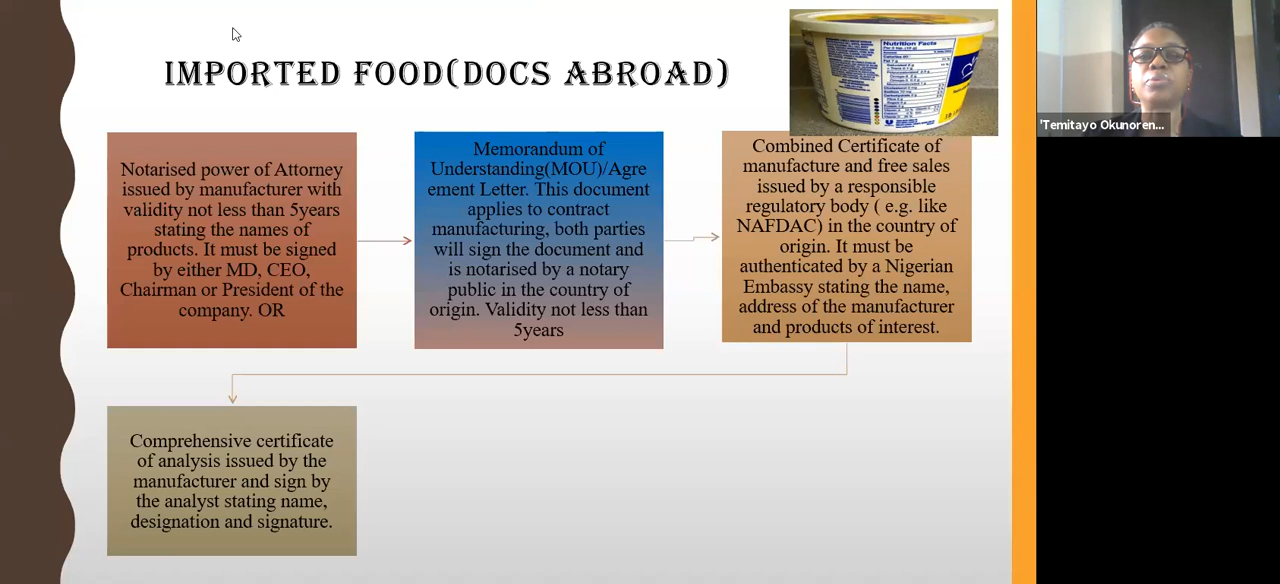 IMPORTED FOOD(DOCS ABROAD)
Nutrition Facts
'Temitayo Okunoren...
Notarised power of Attorney
issued by manufacturer with
validity not less than 5years
stating the names of
products. It must be signed
by either MD, CEO,
Chairman or President of the
company. OR
Memorandum of
Understanding(MOU)/Agre
ement Letter. This document
applies to contract
manufacturing, both parties
will sign the document and
is notarised by a notary
public in the country of
origin. Validity not less than
5years
Combined Certificate of
manufacture and free sales
issued by a responsible
regulatory body ( e.g. like
NAFDAC) in the country of
origin. It must be
authenticated by a Nigerian
Embassy stating the name,
address of the manufacturer
and products of interest.
Comprehensive certificate
of analysis issued by the
manufacturer and sign by
the analyst stating name,
designation and signature.